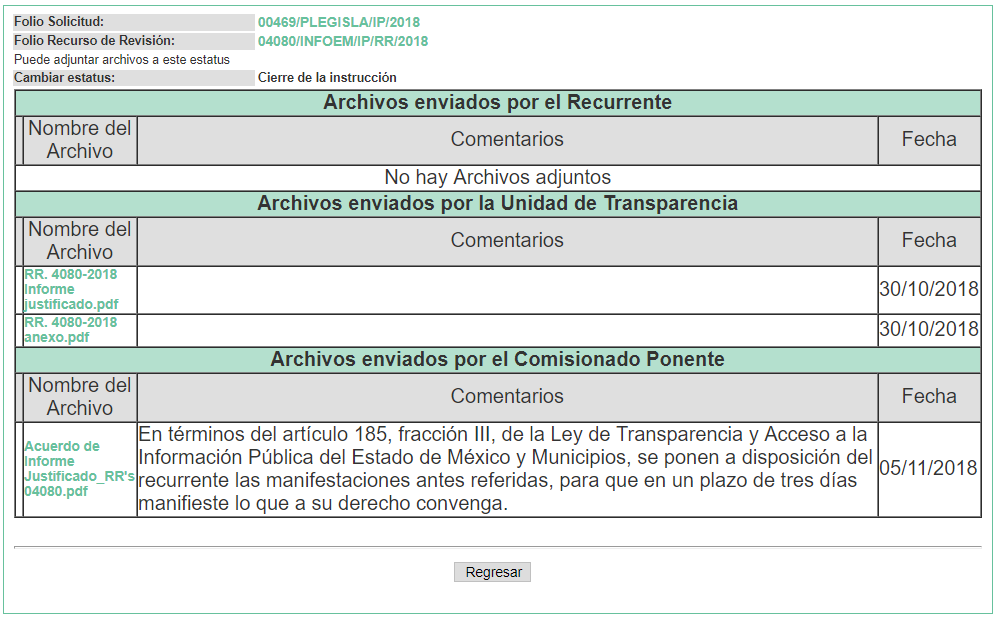 Folio Solicitud: 00469/PLEGISLA/IP/2018
Folio Recurso de Revisión: 04080/INFOEM/IP/RR/2018
Puede adjuntar archivos a este estatus
Cambiar estatus: Cierre de la instrucción
Archivos enviados por el Recurrente
Nombre del
Archivo
Comentarios
Fecha
No hay Archivos adjuntos
Archivos enviados por la Unidad de Transparencia
Nombre del
Archivo
Comentarios
Fecha
RR. 4080-2018
Informe
justificado.pdf
30/10/2018
RR. 4080-2018
anexo.pdf
30/10/2018
Archivos enviados por el Comisionado Ponente
Nombre del
Archivo
Comentarios
Fecha
Acuerdo de
Informe
Justificado_RR's
04080.pdf
En términos del artículo 185, fracción III, de la Ley de Transparencia y Acceso a la
Información Pública del Estado de México y Municipios, se ponen a disposición del
recurrente las manifestaciones antes referidas, para que en un plazo de tres días
manifieste lo que a su derecho convenga.
05/11/2018
Regresar